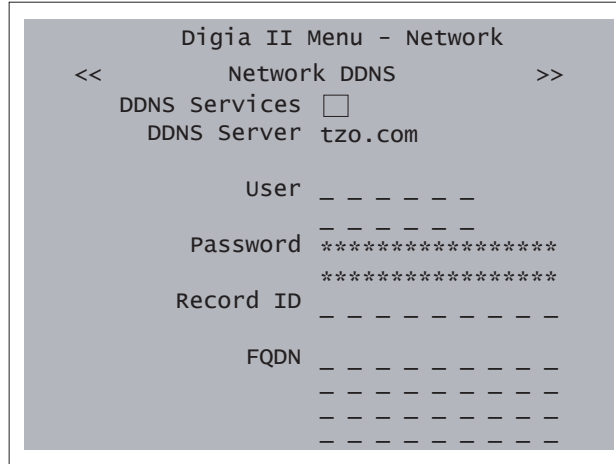 Digia II Menu - Network
<< Network DDNS >>
DDNS Services
DDNS Server tzo.com
User _ _ _ _ _ _
_ _ _ _ _ _
Password *****************
*****************
Record ID _ _ _ _ _ _ _ _ _
FQDN _ _ _ _ _ _ _ _ _
_ _ _ _ _ _ _ _ _
_ _ _ _ _ _ _ _ _
_ _ _ _ _ _ _ _ _